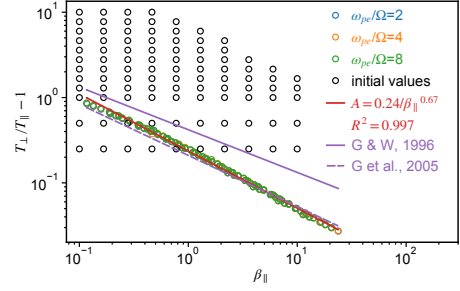 10¹
10⁰
10⁻¹
T⊥/T∥ − 1
10⁻¹
10⁰
10¹
10²
β∥
ωpe/Ω=2
ωpe/Ω=4
ωpe/Ω=8
initial values
A = 0.24/β∥^0.67
R² = 0.997
G & W, 1996
G et al., 2005